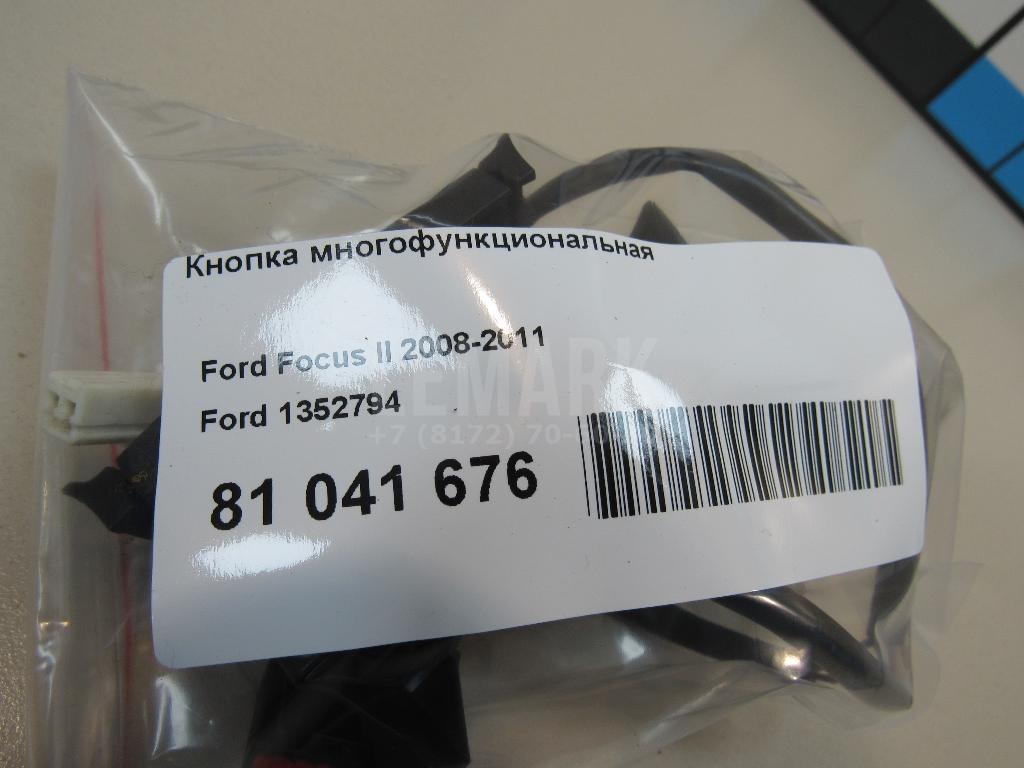 Кнопка многофункциональная
Ford Focus II 2008-2011
Ford 1352794
81 041 676